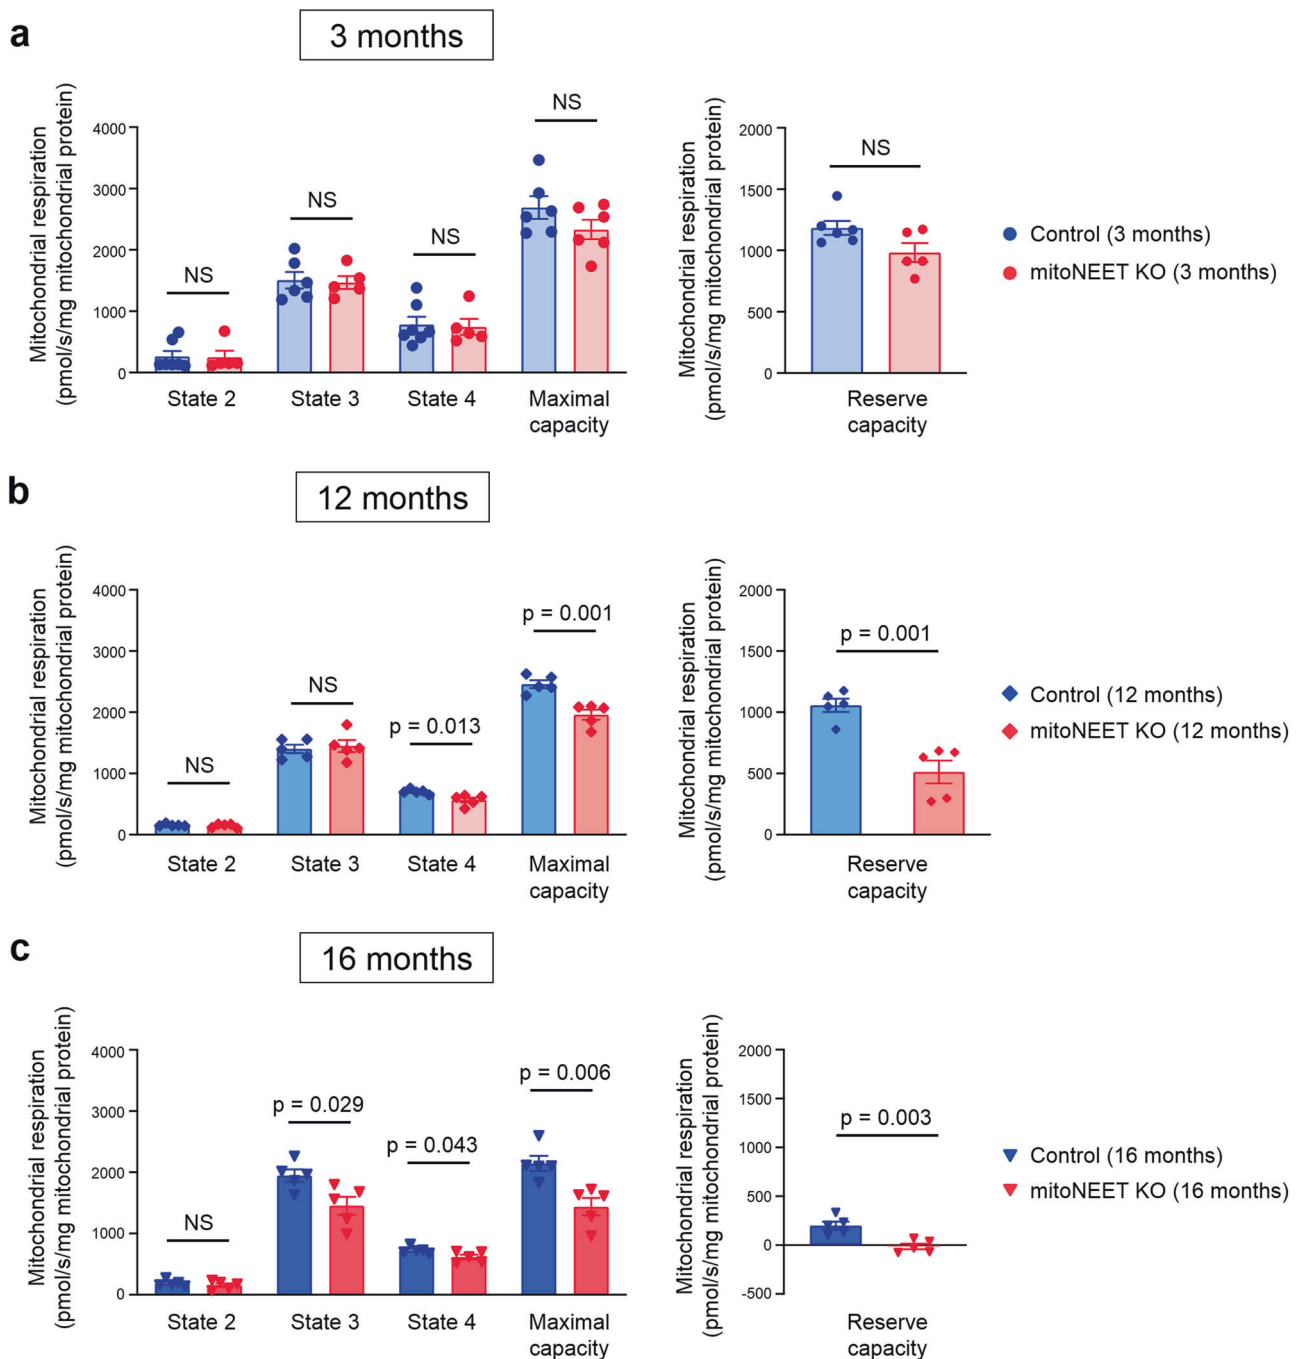 a
3 months
Mitochondrial respiration
(pmol/s/mg mitochondrial protein)
4000
3000
2000
1000
0
NS
NS
NS
NS
State 2
State 3
State 4
Maximal
capacity
Mitochondrial respiration
(pmol/s/mg mitochondrial protein)
2000
1500
1000
500
0
NS
Reserve
capacity
Control (3 months)
mitoNEET KO (3 months)
b
12 months
Mitochondrial respiration
(pmol/s/mg mitochondrial protein)
4000
3000
2000
1000
0
NS
NS
p = 0.013
p = 0.001
State 2
State 3
State 4
Maximal
capacity
Mitochondrial respiration
(pmol/s/mg mitochondrial protein)
2000
1500
1000
500
0
p = 0.001
Reserve
capacity
Control (12 months)
mitoNEET KO (12 months)
c
16 months
Mitochondrial respiration
(pmol/s/mg mitochondrial protein)
4000
3000
2000
1000
0
NS
p = 0.029
p = 0.043
p = 0.006
State 2
State 3
State 4
Maximal
capacity
Mitochondrial respiration
(pmol/s/mg mitochondrial protein)
2000
1500
1000
500
0
-500
p = 0.003
Reserve
capacity
Control (16 months)
mitoNEET KO (16 months)